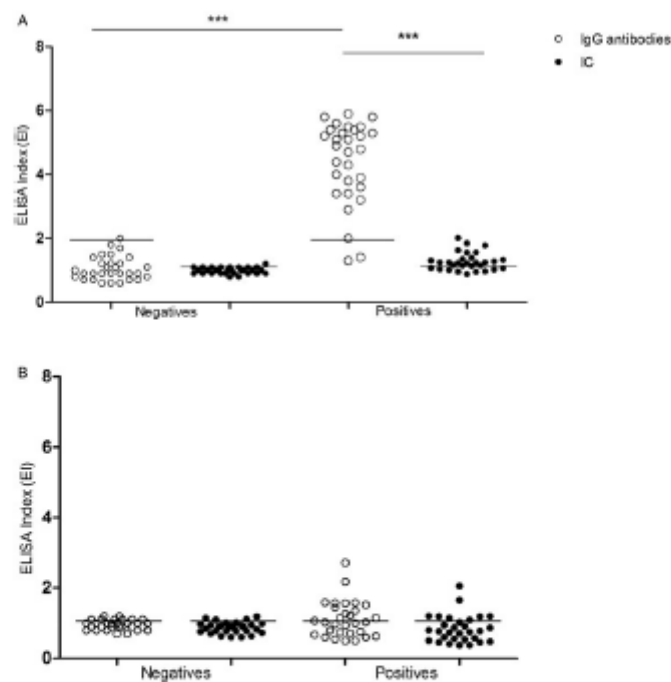 A
***
***
IgG antibodies
IC
ELISA Index (EI)
8
6
4
2
0
Negatives
Positives
B
ELISA Index (EI)
8
6
4
2
0
Negatives
Positives